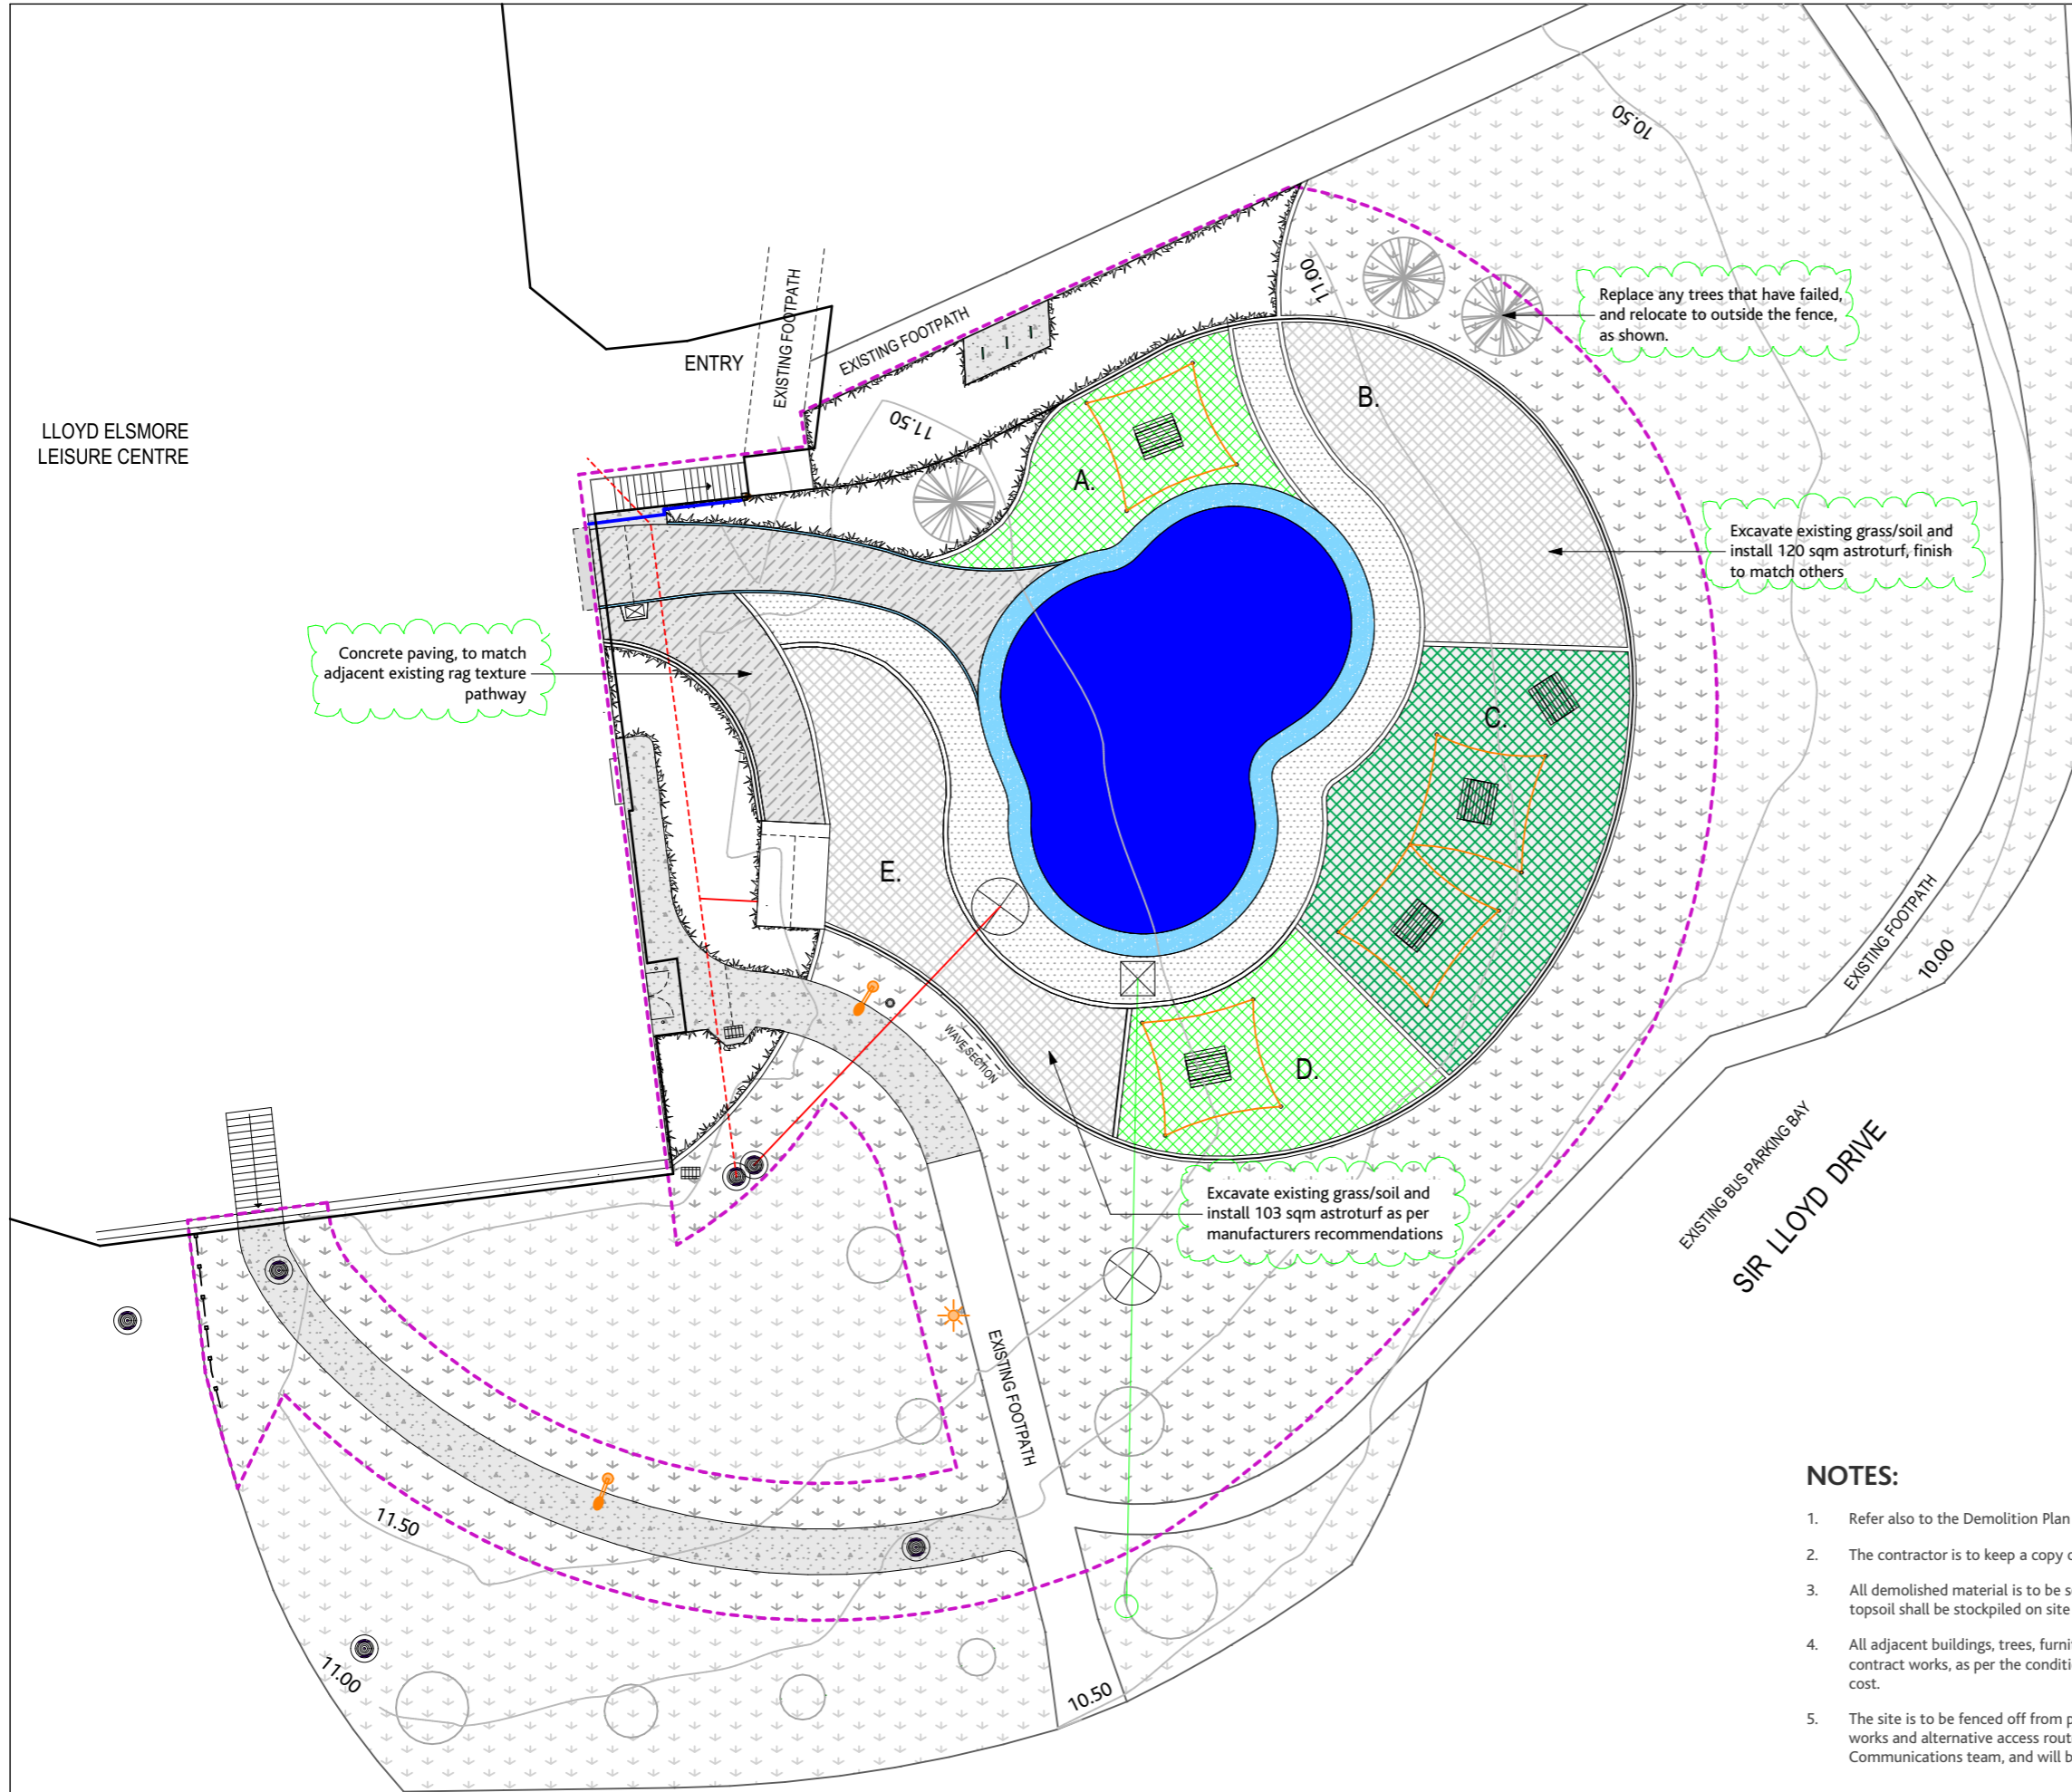 10.50
11.00
Replace any trees that have failed,
and relocate to outside the fence,
as shown.
EXISTING FOOTPATH
EXISTING FOOTPATH
ENTRY
B.
11.50
LLOYD ELSMORE
LEISURE CENTRE
A.
Excavate existing grass/soil and
install 120 sqm astroturf, finish
to match others
Concrete paving, to match
adjacent existing rag texture
pathway
C.
E.
EXISTING FOOTPATH
10.00
WAVE SECTION
D.
EXISTING BUS PARKING BAY
SIR LLOYD DRIVE
Excavate existing grass/soil and
install 103 sqm astroturf as per
manufacturers recommendations
EXISTING FOOTPATH
11.50
11.00
10.50
NOTES:
1. Refer also to the Demolition Plan
2. The contractor is to keep a copy
3. All demolished material is to be
topsoil shall be stockpiled on site
4. All adjacent buildings, trees,
contract works, as per the
cost.
5. The site is to be fenced off from
works and alternative access
Communications team, and will